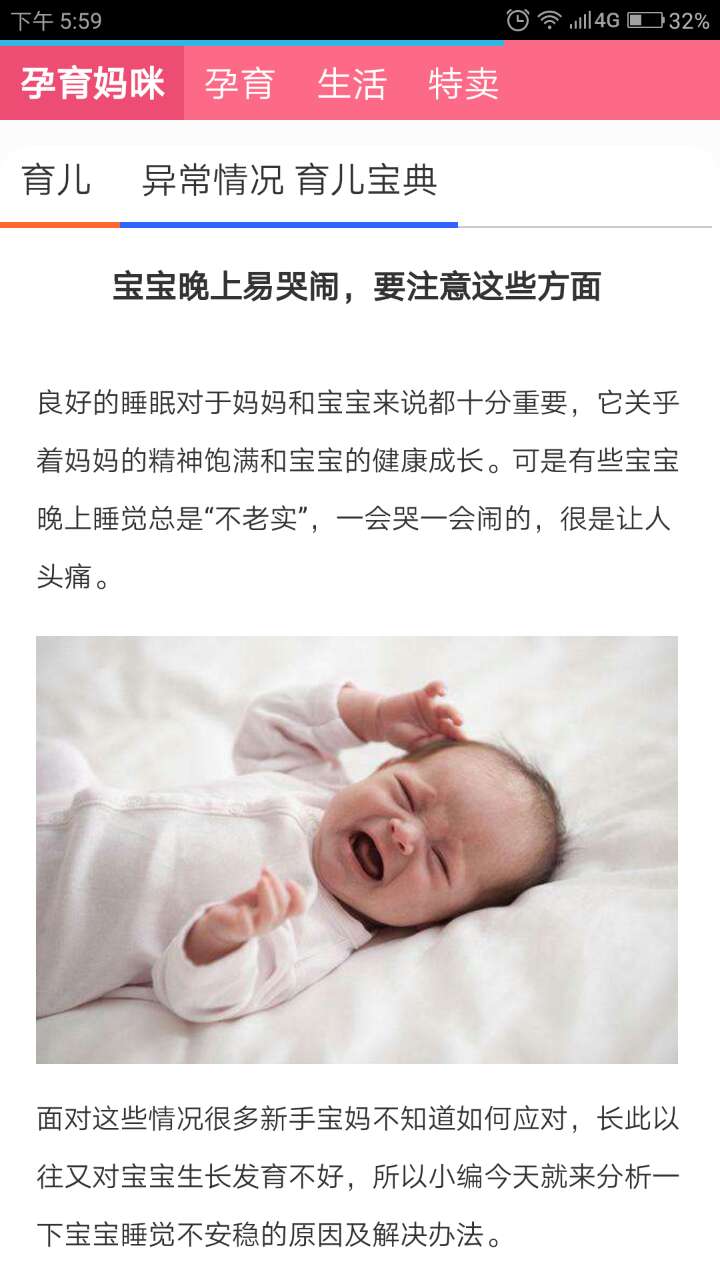 下午 5:59 4G 32%
孕育妈咪 孕育 生活 特卖
育儿 异常情况 育儿宝典
宝宝晚上易哭闹，要注意这些方面
良好的睡眠对于妈妈和宝宝来说都十分重要，它关乎
着妈妈的精神饱满和宝宝的健康成长。可是有些宝宝
晚上睡觉总是“不老实”，一会哭一会闹的，很是让人
头痛。
面对这些情况很多新手宝妈不知道如何应对，长此以
往又对宝宝生长发育不好，所以小编今天就来分析一
下宝宝睡觉不安稳的原因及解决办法。